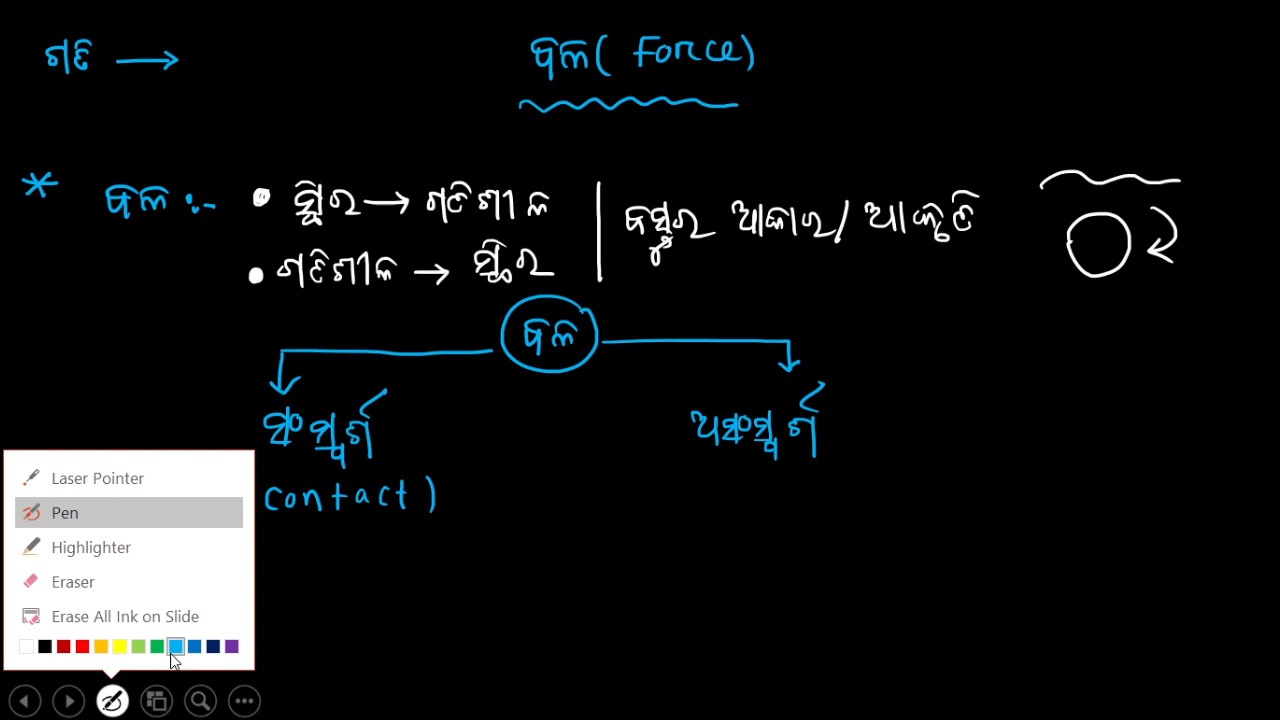 ଗତି → ବଳ ( Force )
* ବଳ :- • ସ୍ଥିର → ଗତିଶୀଳ | ବସ୍ତୁର ଆକାର / ଆକୃତି
• ଗତିଶୀଳ → ସ୍ଥିର
ବଳ
ସଂସ୍ପର୍ଶ ଅସଂସ୍ପର୍ଶ
contact )
Laser Pointer
Pen
Highlighter
Eraser
Erase All Ink on Slide